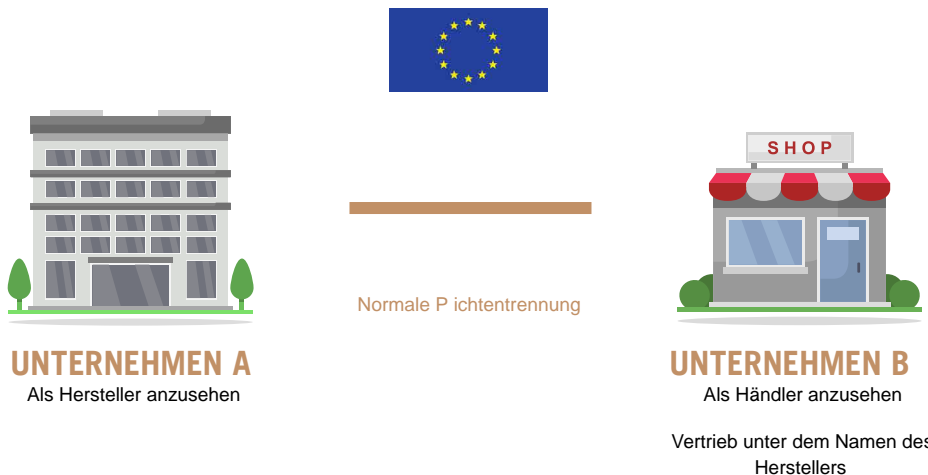 SHOP
Normale P ichtentrennung
UNTERNEHMEN A
Als Hersteller anzusehen
UNTERNEHMEN B
Als Händler anzusehen
Vertrieb unter dem Namen des
Herstellers